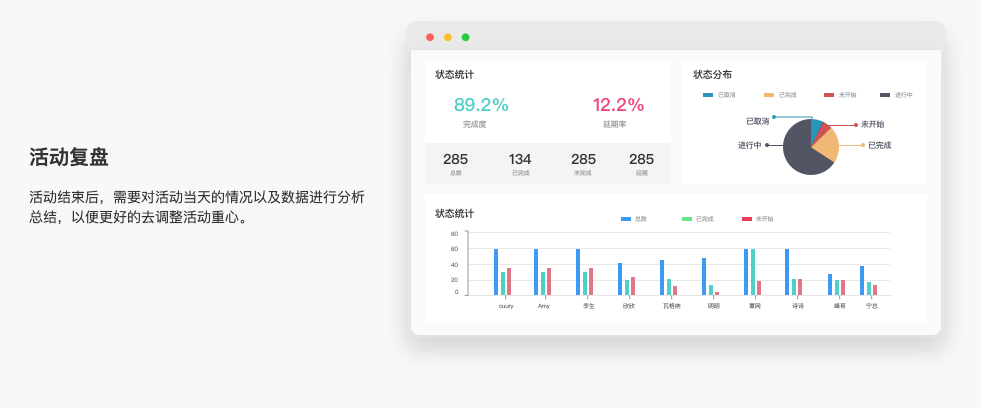 活动复盘
活动结束后，需要对活动当天的情况以及数据进行分析
总结，以便更好的去调整活动重心。
状态统计
89.2%
12.2%
完成度
延期率
285
134
285
285
总数
已完成
未完成
延期
状态分布
已取消
已完成
未开始
进行中
已取消
未开始
进行中
已完成
状态统计
总数
已完成
未开始
80
60
40
20
0
cuury
Amy
李生
欣欣
瓦格纳
明明
诗诗
峰哥
宁总